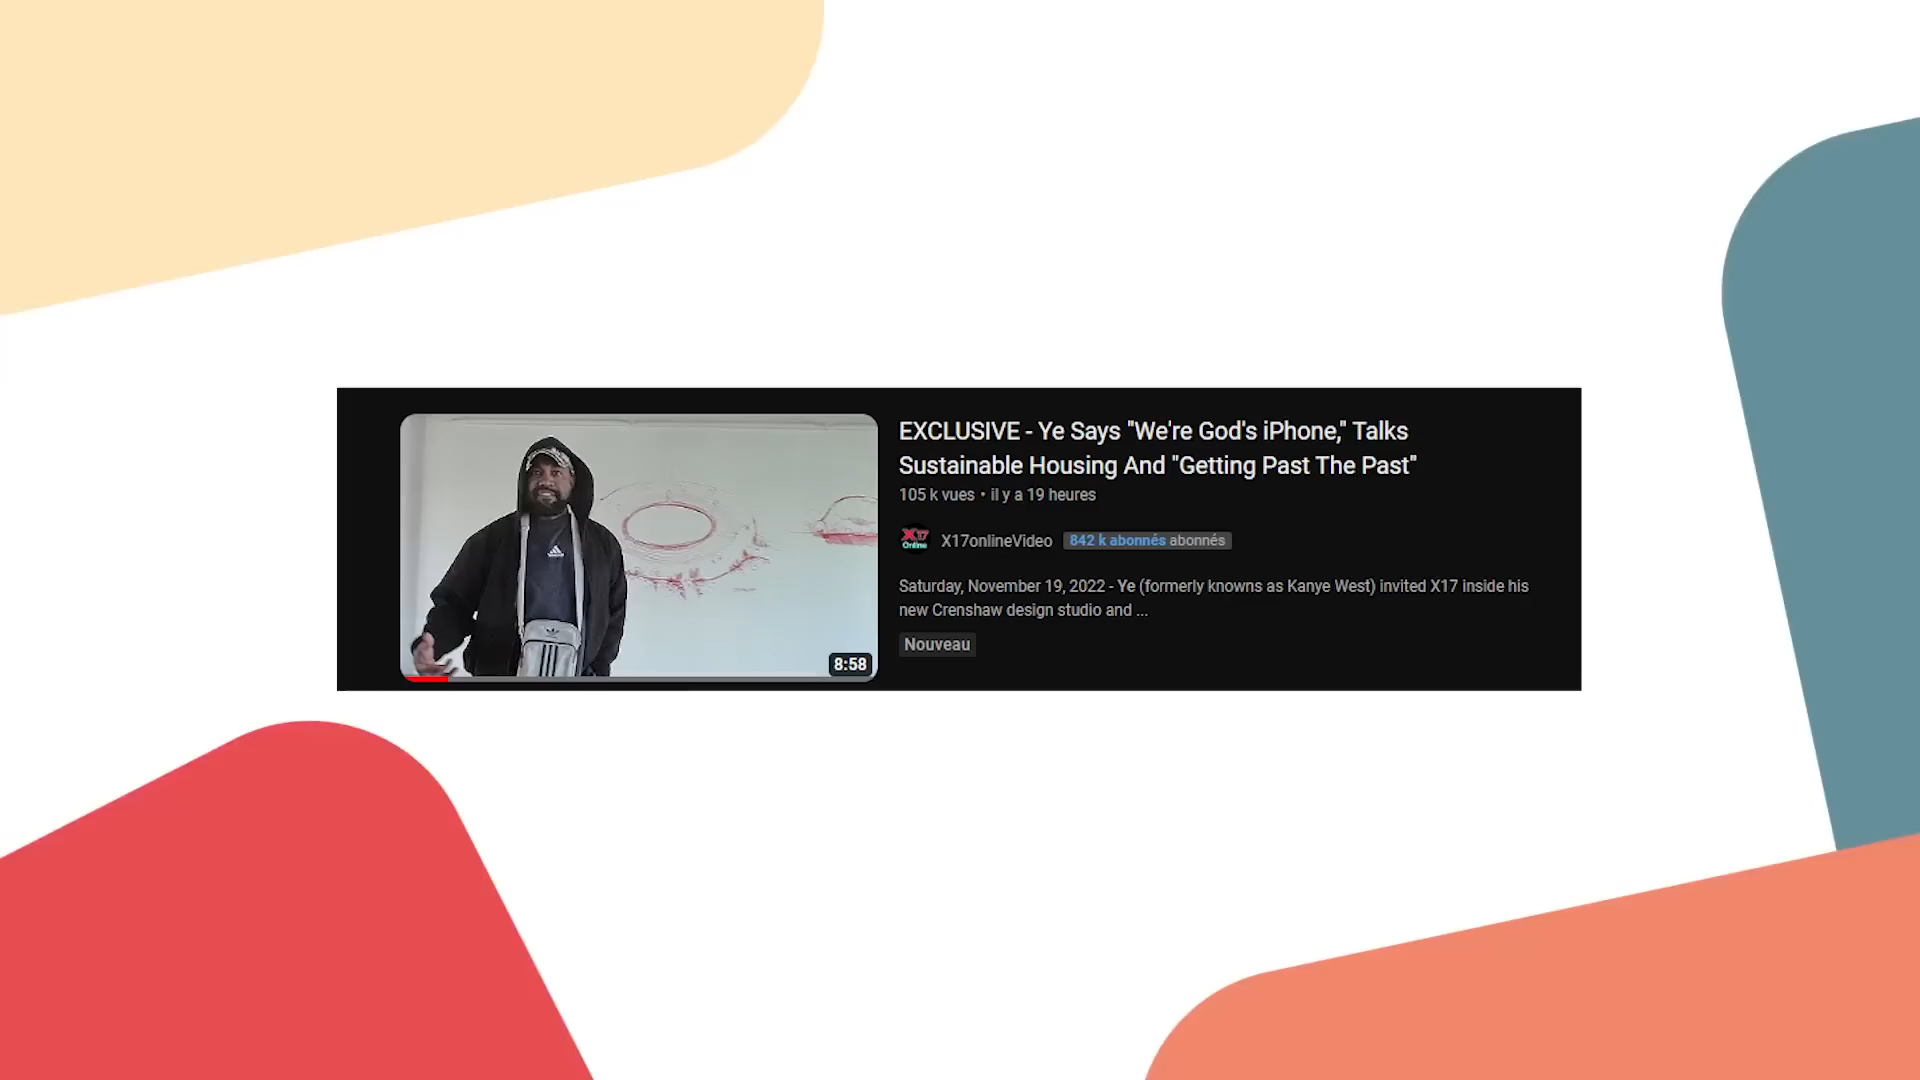 EXCLUSIVE - Ye Says "We're God's iPhone," Talks
Sustainable Housing And "Getting Past The Past"
105 k vues • il y a 19 heures
X17 Online
X17onlineVideo 842 k abonnés abonnés
Saturday, November 19, 2022 - Ye (formerly knowns as Kanye West) invited X17 inside his
new Crenshaw design studio and ...
Nouveau
8:58